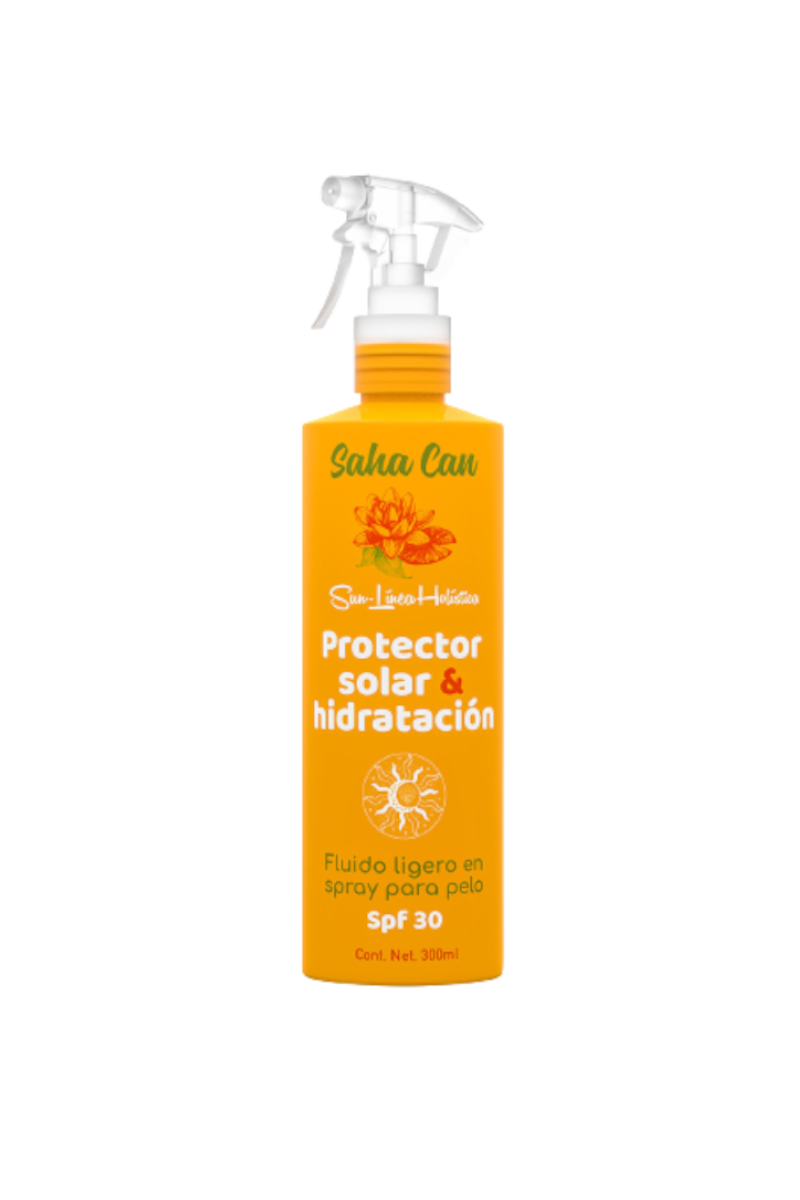 Saha Can
Sun-Línea Holística
Protector
solar &
hidratación
Fluido ligero en
spray para pelo
Spf 30
Cont. Net. 300ml